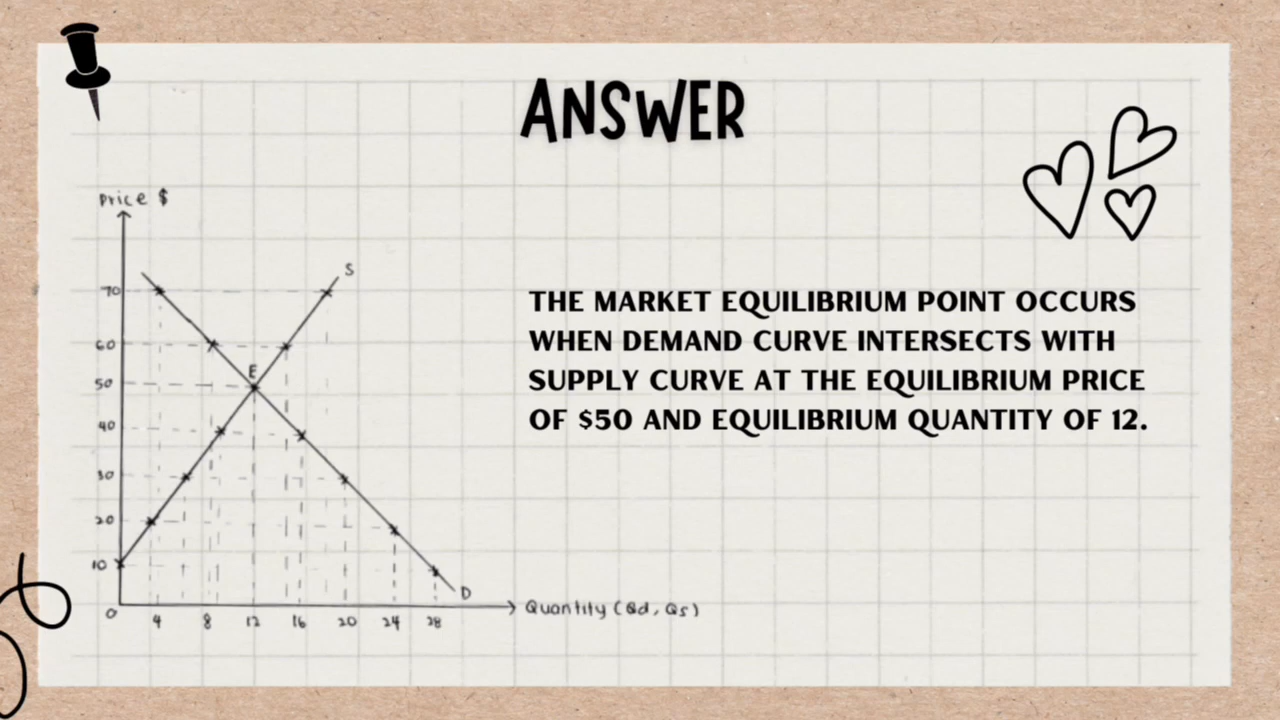 ANSWER
Price $
S
70
60
E
50
40
30
20
10
D
0
Quantity (Qd, Qs)
4 8 12 16 20 24 28
THE MARKET EQUILIBRIUM POINT OCCURS
WHEN DEMAND CURVE INTERSECTS WITH
SUPPLY CURVE AT THE EQUILIBRIUM PRICE
OF $50 AND EQUILIBRIUM QUANTITY OF 12.